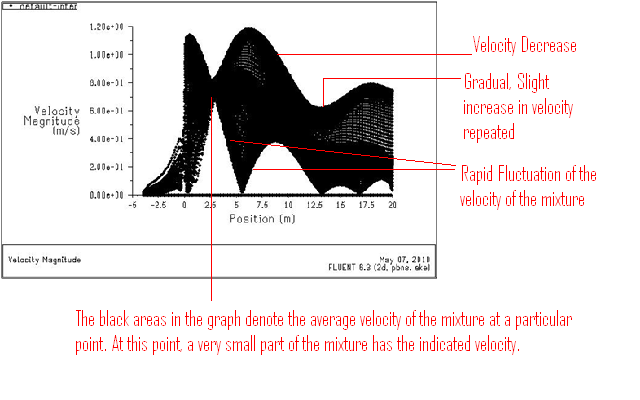 default-inter
1.20e+00
1.00e+00
8.00e-01
6.00e-01
4.00e-01
2.00e-01
0.00e+00
Velocity
Magnitude
(m/s)
-5 -2.5 0 2.5 5 7.5 10 12.5 15 17.5 20
Position (m)
Velocity Decrease
Gradual, Slight
increase in velocity
repeated
Rapid Fluctuation of the
velocity of the mixture
Velocity Magnitude
May 07, 2010
FLUENT 6.3 (2d, pbns, ske)
The black areas in the graph denote the average velocity of the mixture at a particular
point. At this point, a very small part of the mixture has the indicated velocity.